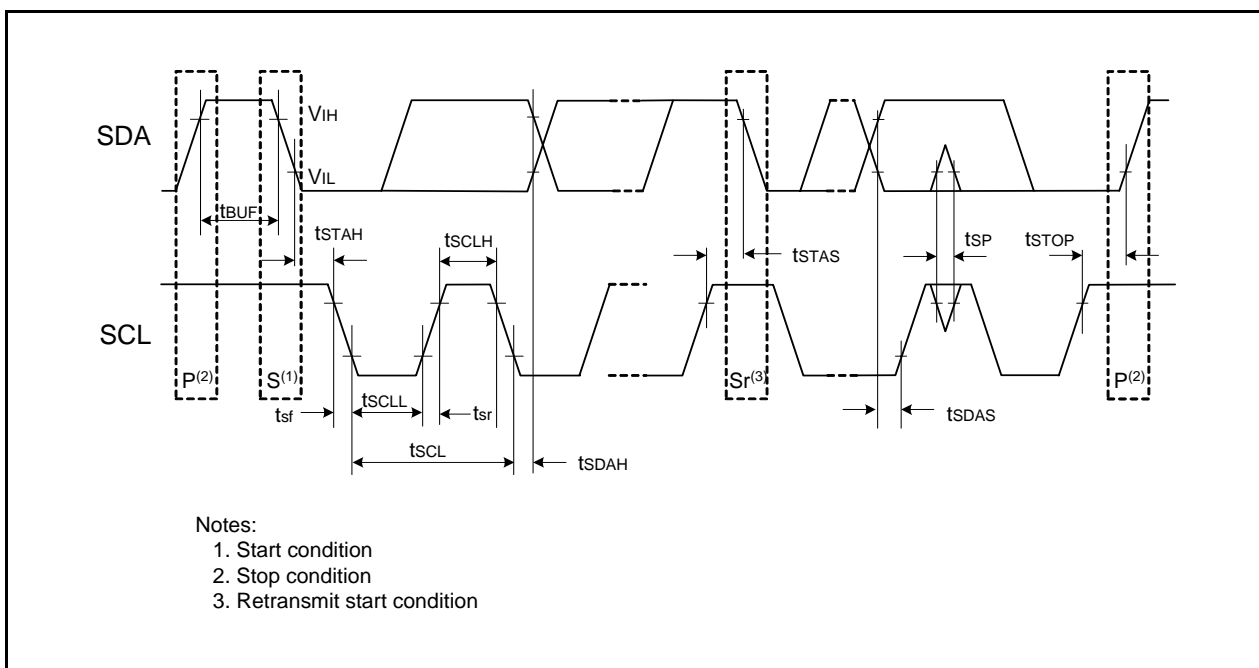 SDA
VIH
VIL
tBUF
tSTAH
tSCLH
tSTAS
tSP
tSTOP
SCL
P(2)
S(1)
Sr(3)
P(2)
tsf
tSCLL
tsr
tSDAS
tSCL
tSDAH
Notes:
1. Start condition
2. Stop condition
3. Retransmit start condition